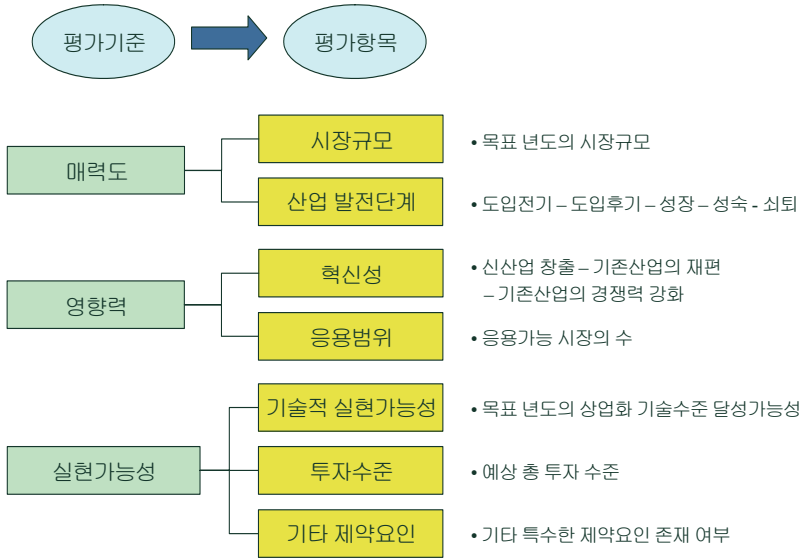 평가기준
평가항목
매력도
시장규모
• 목표 년도의 시장규모
산업 발전단계
• 도입전기 – 도입후기 – 성장 – 성숙 - 쇠퇴
영향력
혁신성
• 신산업 창출 – 기존산업의 재편
– 기존산업의 경쟁력 강화
응용범위
• 응용가능 시장의 수
실현가능성
기술적 실현가능성
• 목표 년도의 상업화 기술수준 달성가능성
투자수준
• 예상 총 투자 수준
기타 제약요인
• 기타 특수한 제약요인 존재 여부